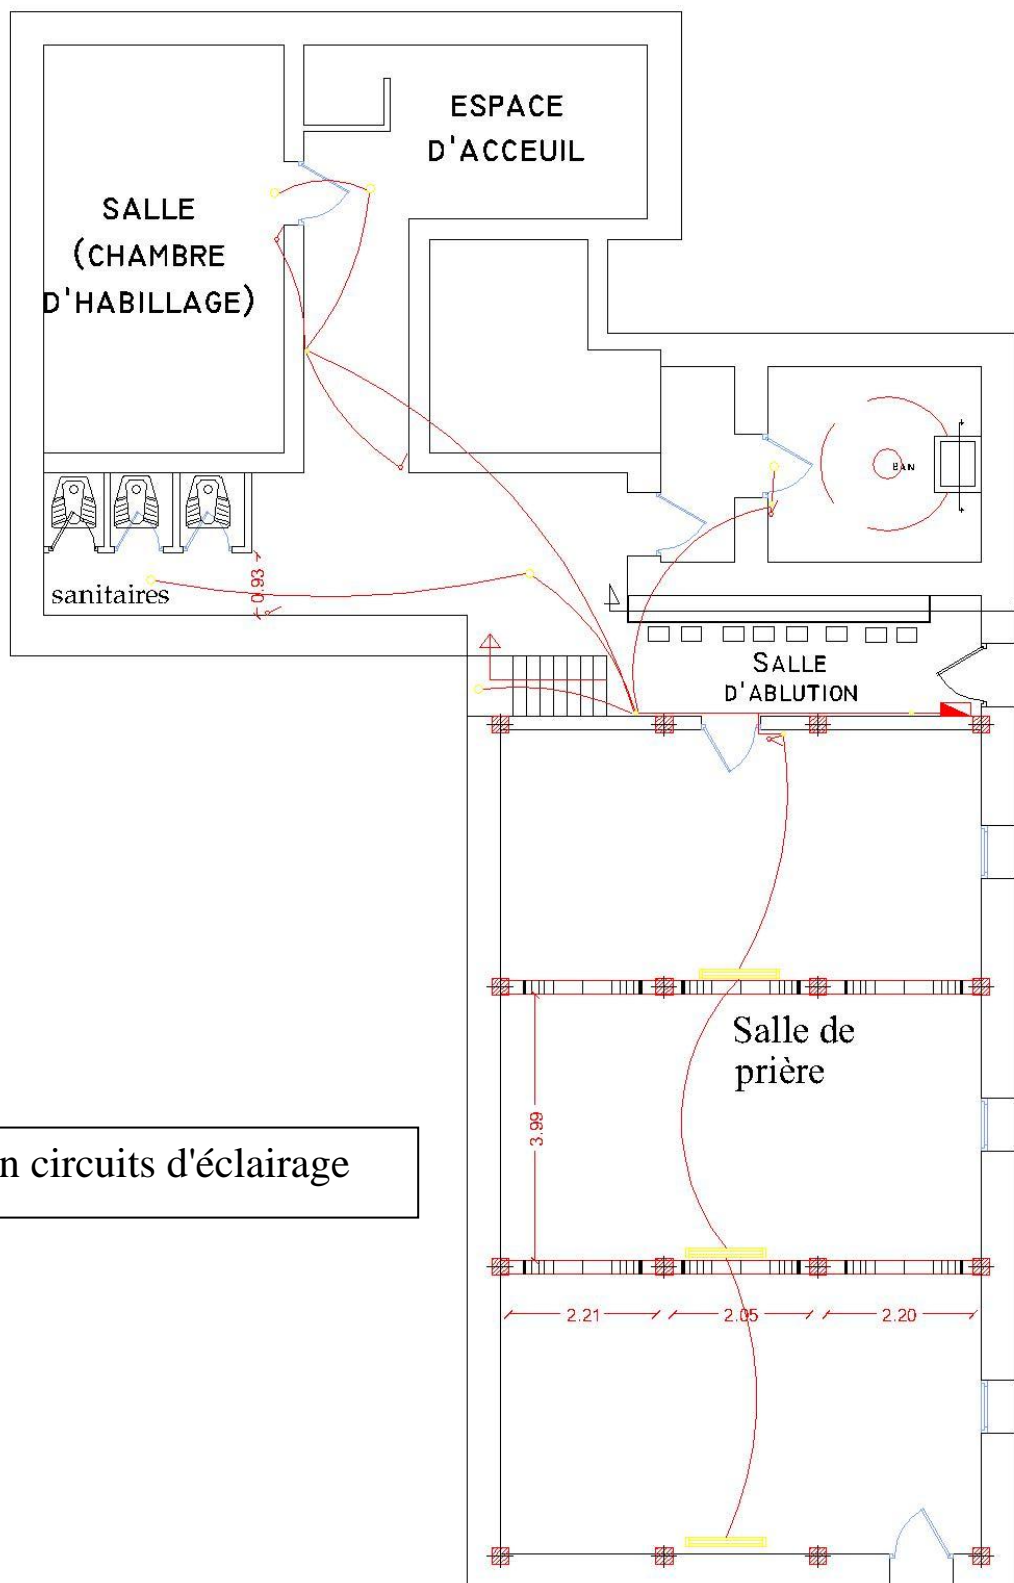 ESPACE
D'ACCEUIL
SALLE
(CHAMBRE
D'HABILLAGE)
BAN
sanitaires
0.93
SALLE
D'ABLUTION
Salle de
prière
3.99
n circuits d'éclairage
2.21
2.05
2.20